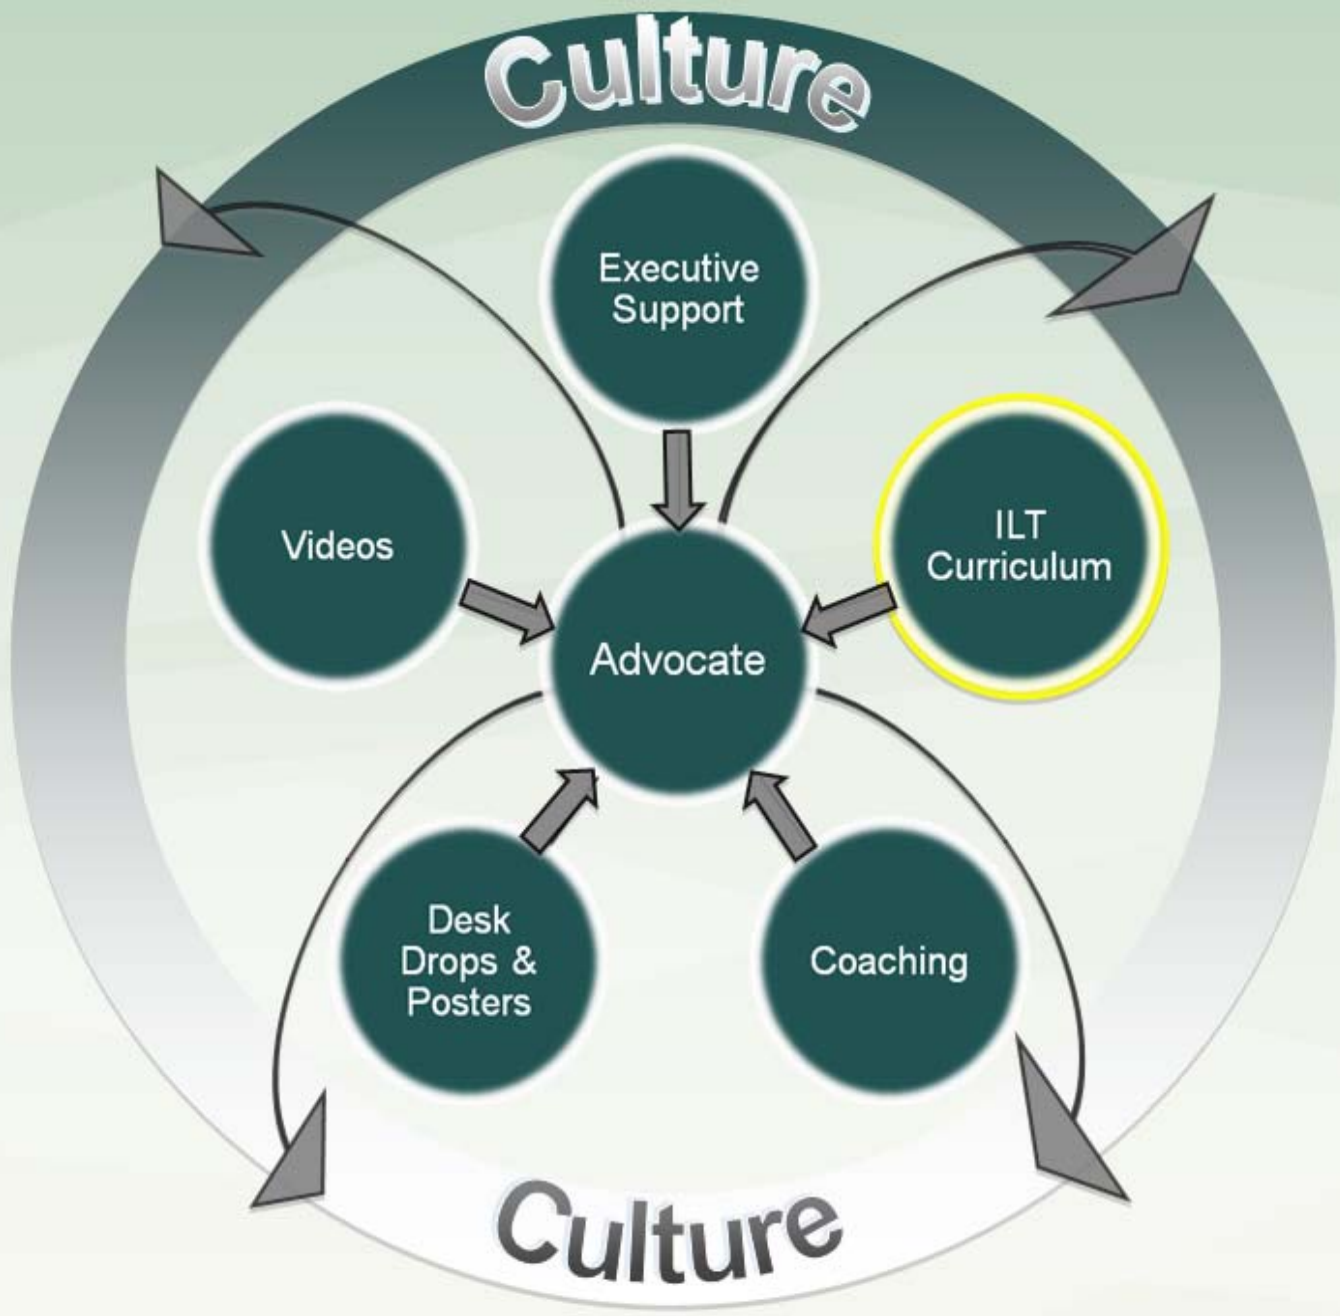 Culture
Executive
Support
Videos
ILT
Curriculum
Advocate
Desk
Drops &
Posters
Coaching
Culture